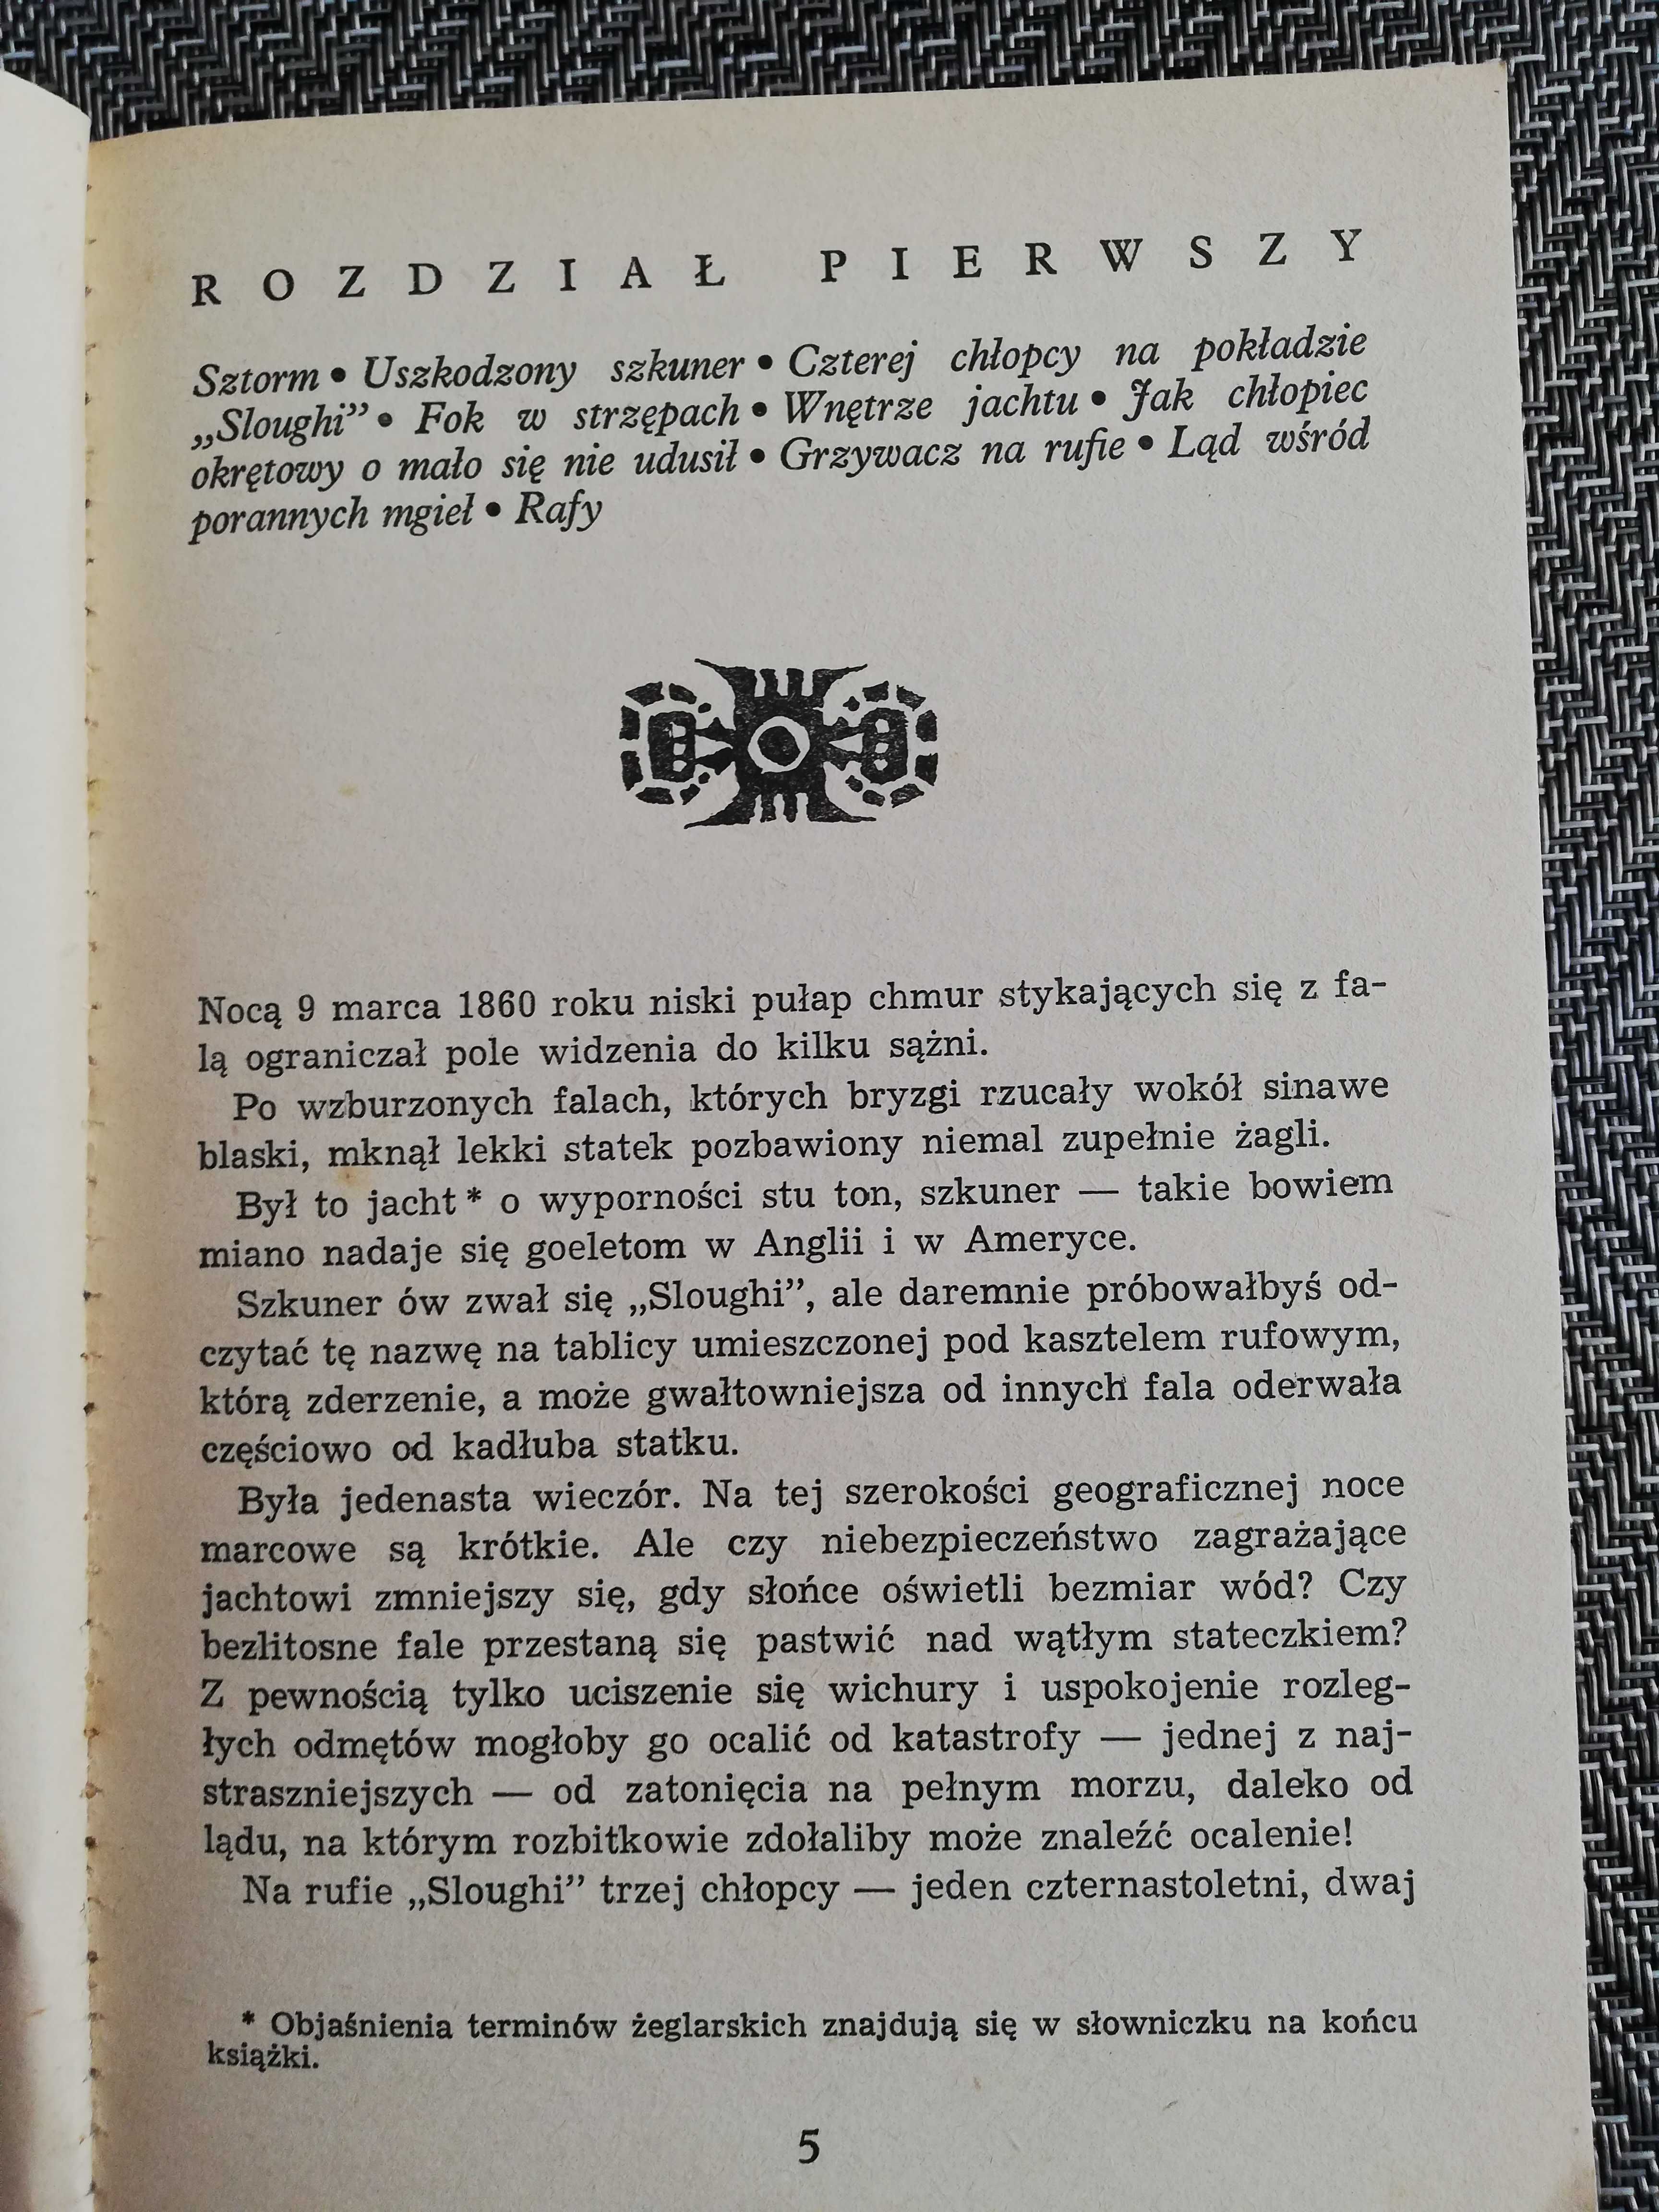 ROZDZIAŁ PIERWSZY
Sztorm • Uszkodzony szkuner • Czterej chłopcy na pokładzie
„Sloughi” • Fok w strzępach • Wnętrze jachtu • Jak chłopiec
okrętowy o mało się nie udusił • Grzywacz na rufie • Ląd wśród
porannych mgieł • Rafy
Nocą 9 marca 1860 roku niski pułap chmur stykających się z fa-
lą ograniczał pole widzenia do kilku sążni.
Po wzburzonych falach, których bryzgi rzucały wokół sinawe
blaski, mknął lekki statek pozbawiony niemal zupełnie żagli.
Był to jacht * o wyporności stu ton, szkuner — takie bowiem
miano nadaje się goeletom w Anglii i w Ameryce.
Szkuner ów zwał się „Sloughi”, ale daremnie próbowałbyś od-
czytać tę nazwę na tablicy umieszczonej pod kasztelem rufowym,
którą zderzenie, a może gwałtowniejsza od innych fala oderwała
częściowo od kadłuba statku.
Była jedenasta wieczór. Na tej szerokości geograficznej noce
marcowe są krótkie. Ale czy niebezpieczeństwo zagrażające
jachtowi zmniejszy się, gdy słońce oświetli bezmiar wód? Czy
bezlitosne fale przestaną się pastwić nad wątłym stateczkiem?
Z pewnością tylko uciszenie się wichury i uspokojenie rozleg-
łych odmętów mogłoby go ocalić od katastrofy — jednej z naj-
straszniejszych — od zatonięcia na pełnym morzu, daleko od
lądu, na którym rozbitkowie zdołaliby może znaleźć ocalenie!
Na rufie „Sloughi” trzej chłopcy — jeden czternastoletni, dwaj
* Objaśnienia terminów żeglarskich znajdują się w słowniczku na końcu
książki.
5